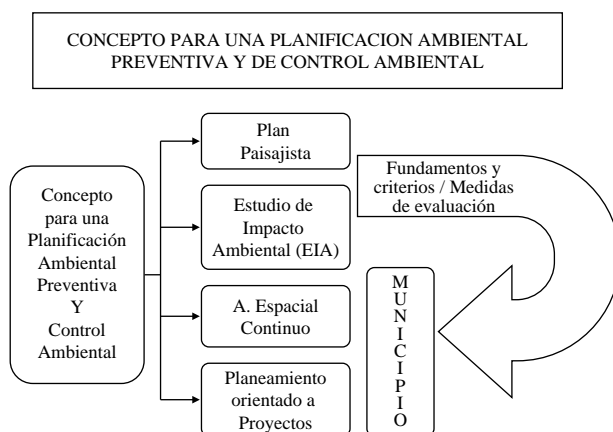 CONCEPTO PARA UNA PLANIFICACION AMBIENTAL
PREVENTIVA Y DE CONTROL AMBIENTAL
Concepto
para una
Planificación
Ambiental
Preventiva
Y
Control
Ambiental
Plan
Paisajista
Estudio de
Impacto
Ambiental (EIA)
A. Espacial
Continuo
Planeamiento
orientado a
Proyectos
Fundamentos y
criterios / Medidas
de evaluación
MUNICIPIO